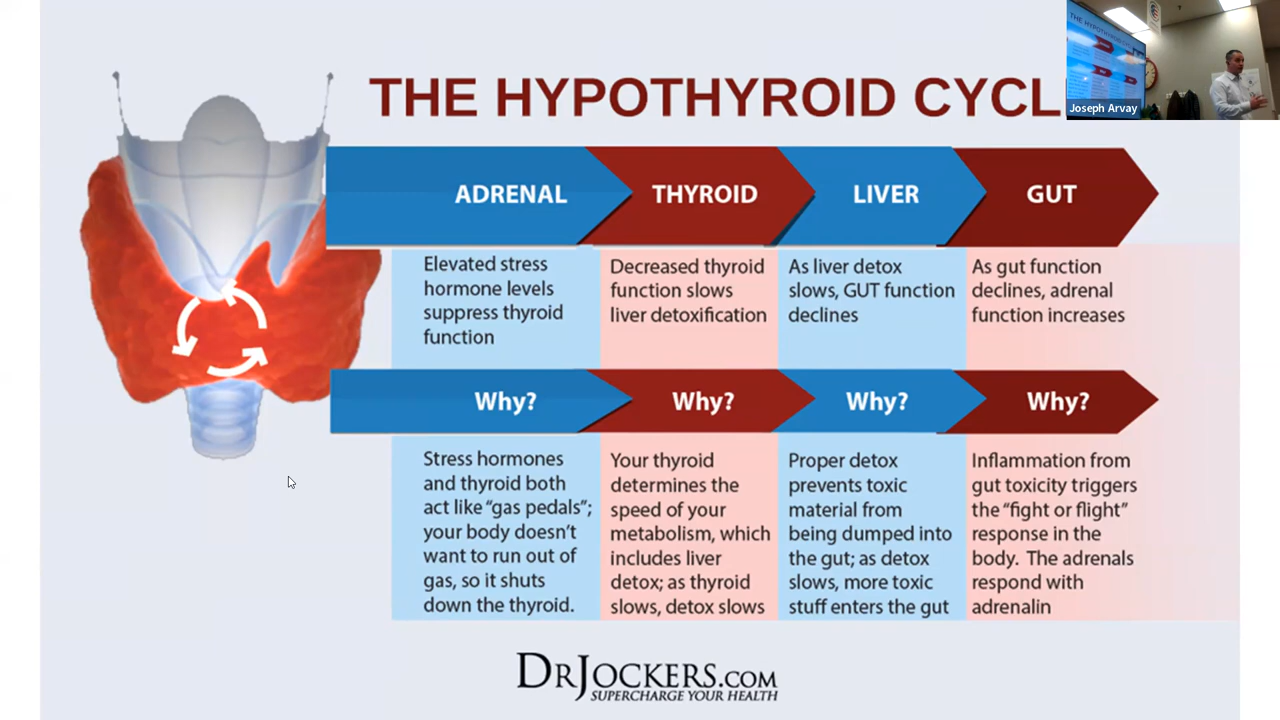 THE HYPOTHYROID CYCL
THE HYPOTHYROID CYCL
Joseph Arvay
ADRENAL
THYROID
LIVER
GUT
Elevated stress
hormone levels
suppress thyroid
function
Decreased thyroid
function slows
liver detoxification
As liver detox
slows, GUT function
declines
As gut function
declines, adrenal
function increases
Why?
Why?
Why?
Why?
Stress hormones
and thyroid both
act like “gas pedals”;
your body doesn’t
want to run out of
gas, so it shuts
down the thyroid.
Your thyroid
determines the
speed of your
metabolism, which
includes liver
detox; as thyroid
slows, detox slows
Proper detox
prevents toxic
material from
being dumped into
the gut; as detox
slows, more toxic
stuff enters the gut
Inflammation from
gut toxicity triggers
the “fight or flight”
response in the
body. The adrenals
respond with
adrenalin
DRJOCKERS.COM
SUPERCHARGE YOUR HEALTH